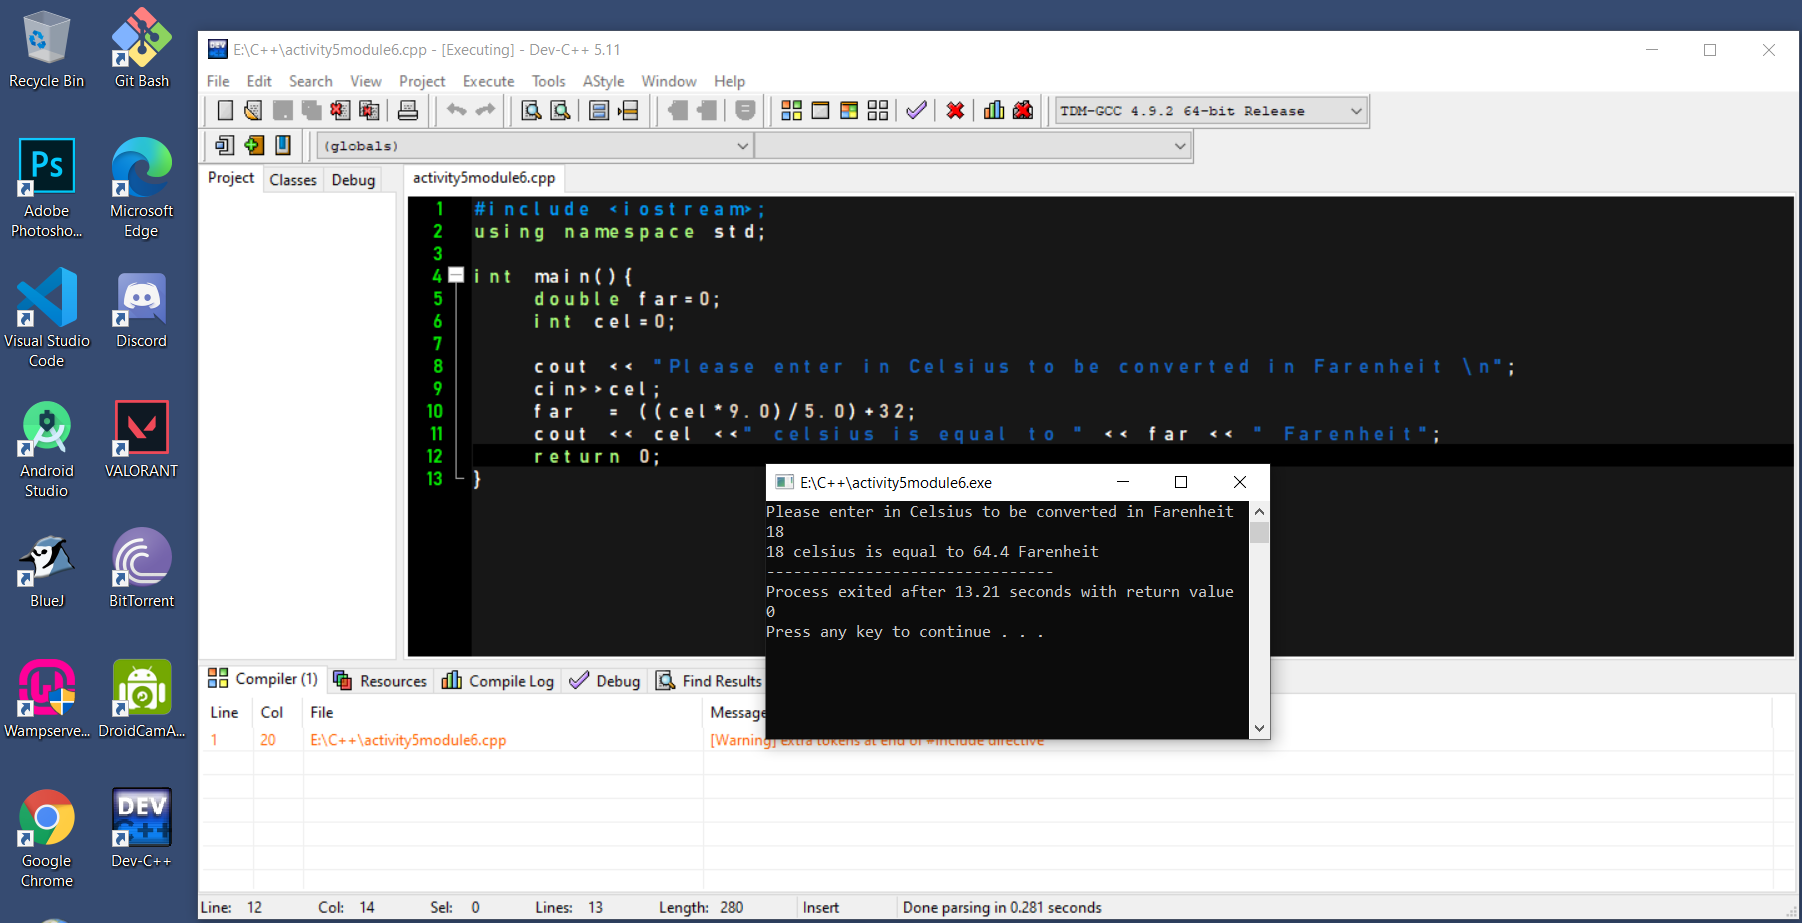 Recycle Bin
Git Bash
Adobe
Photosho...
Microsoft
Edge
Visual Studio
Code
Discord
Android
Studio
VALORANT
BlueJ
BitTorrent
Wampserve...
DroidCamA...
Google
Chrome
DEV
C++
Dev-C++
Ps
E:\C++\activity5module6.cpp - [Executing] - Dev-C++ 5.11
File Edit Search View Project Execute Tools AStyle Window Help
TDM-GCC 4.9.2 64-bit Release
(globals)
Project Classes Debug
activity5module6.cpp
1 #include <iostream>;
2 using namespace std;
3
4 int main(){
5 double far=0;
6 int cel=0;
7
8 cout << "Please enter in Celsius to be converted in Farenheit \n";
9 cin>>cel;
10 far = ((cel*9.0)/5.0)+32;
11 cout << cel <<" celsius is equal to " << far << " Farenheit";
12 return 0;
13 }
E:\C++\activity5module6.exe
Please enter in Celsius to be converted in Farenheit
18
18 celsius is equal to 64.4 Farenheit
--------------------------------
Process exited after 13.21 seconds with return value
0
Press any key to continue . . .
Compiler (1) Resources Compile Log Debug Find Results
Line Col File Message
1 20 E:\C++\activity5module6.cpp [Warning] extra tokens at end of #include directive
Line: 12 Col: 14 Sel: 0 Lines: 13 Length: 280 Insert Done parsing in 0.281 seconds